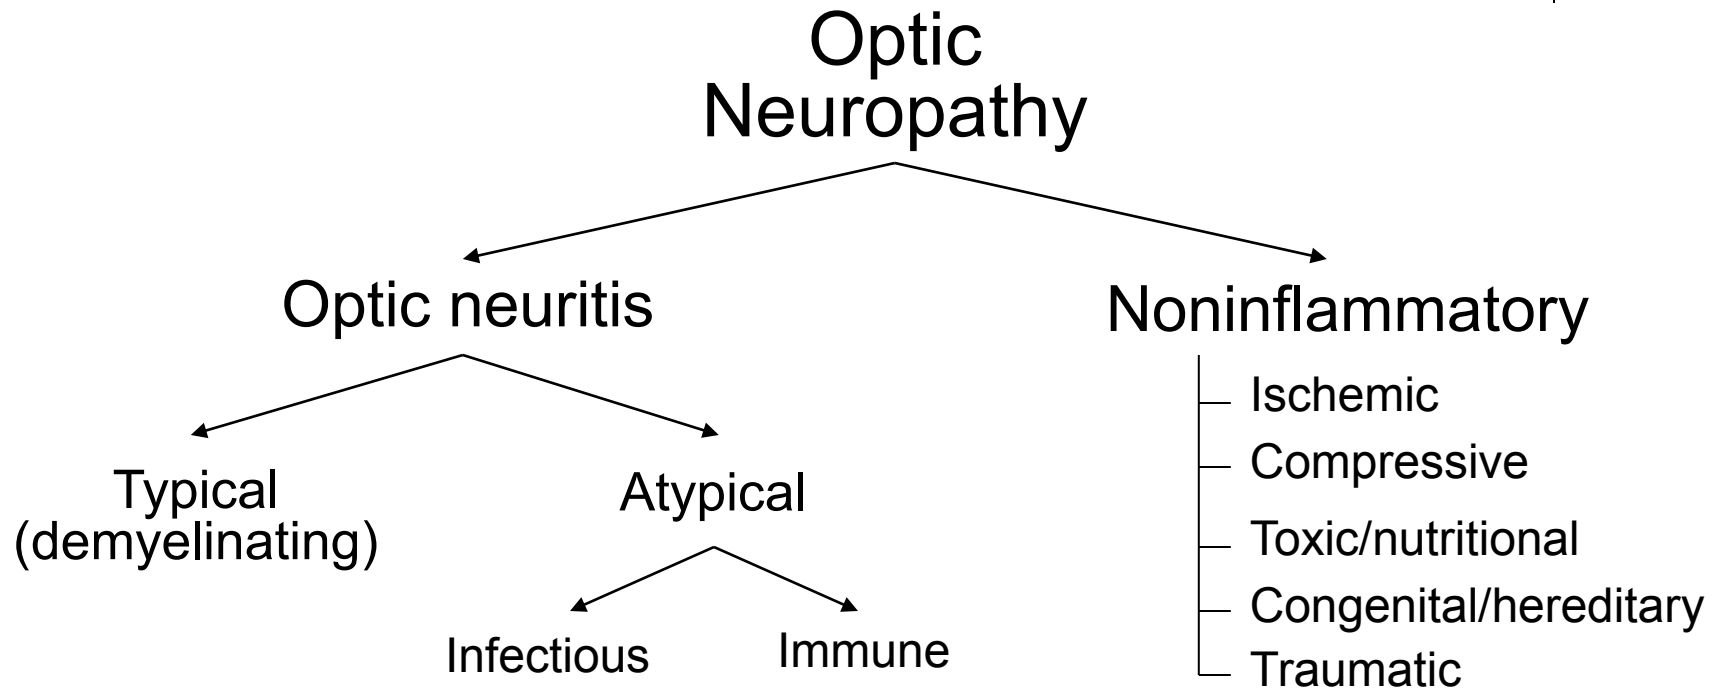 Optic
Neuropathy
Optic neuritis
Noninflammatory
Typical
(demyelinating)
Atypical
Infectious
Immune
Ischemic
Compressive
Toxic/nutritional
Congenital/hereditary
Traumatic